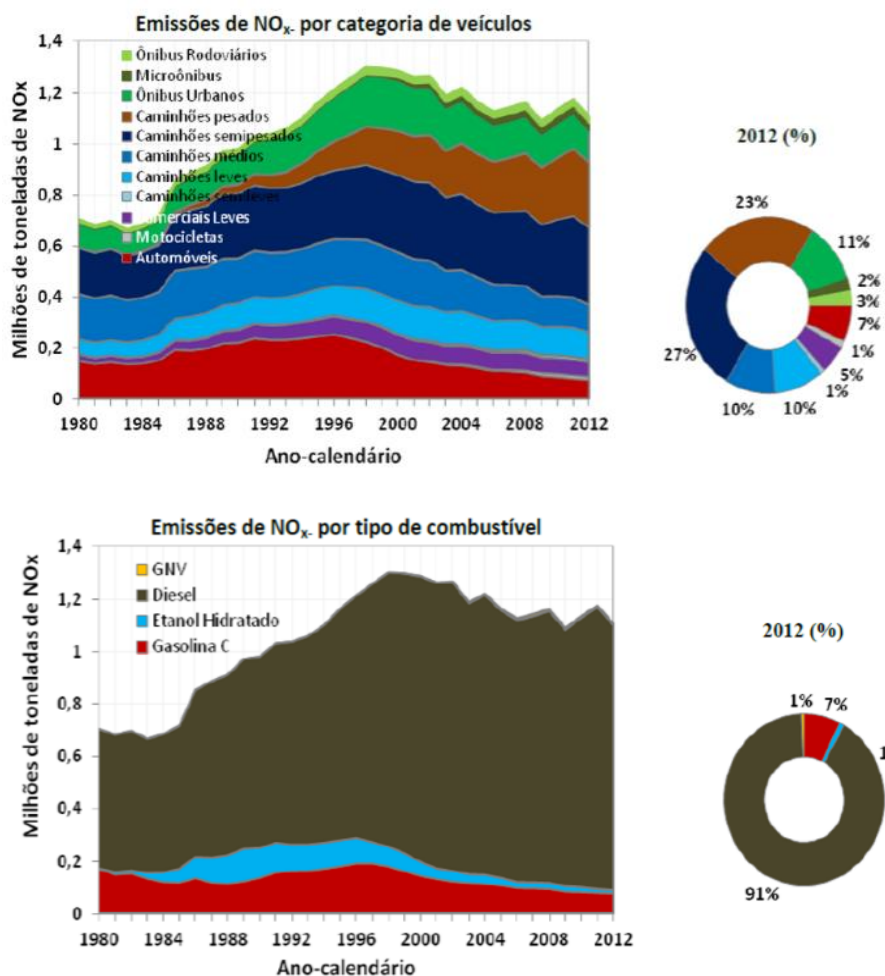 Emissões de NOx- por categoria de veículos
Milhões de toneladas de NOx
1,4
1,2
1
0,8
0,6
0,4
0,2
0
Ônibus Rodoviários
Microônibus
Ônibus Urbanos
Caminhões pesados
Caminhões semipesados
Caminhões médios
Caminhões leves
Caminhões semileves
Comerciais Leves
Motocicletas
Automóveis
1980 1984 1988 1992 1996 2000 2004 2008 2012
Ano-calendário
2012 (%)
23%
11%
2%
3%
7%
1%
5%
1%
10%
10%
27%
Emissões de NOx- por tipo de combustível
Milhões de toneladas de NOx
1,4
1,2
1
0,8
0,6
0,4
0,2
0
GNV
Diesel
Etanol Hidratado
Gasolina C
1980 1984 1988 1992 1996 2000 2004 2008 2012
Ano-calendário
2012 (%)
1%
7%
1
91%